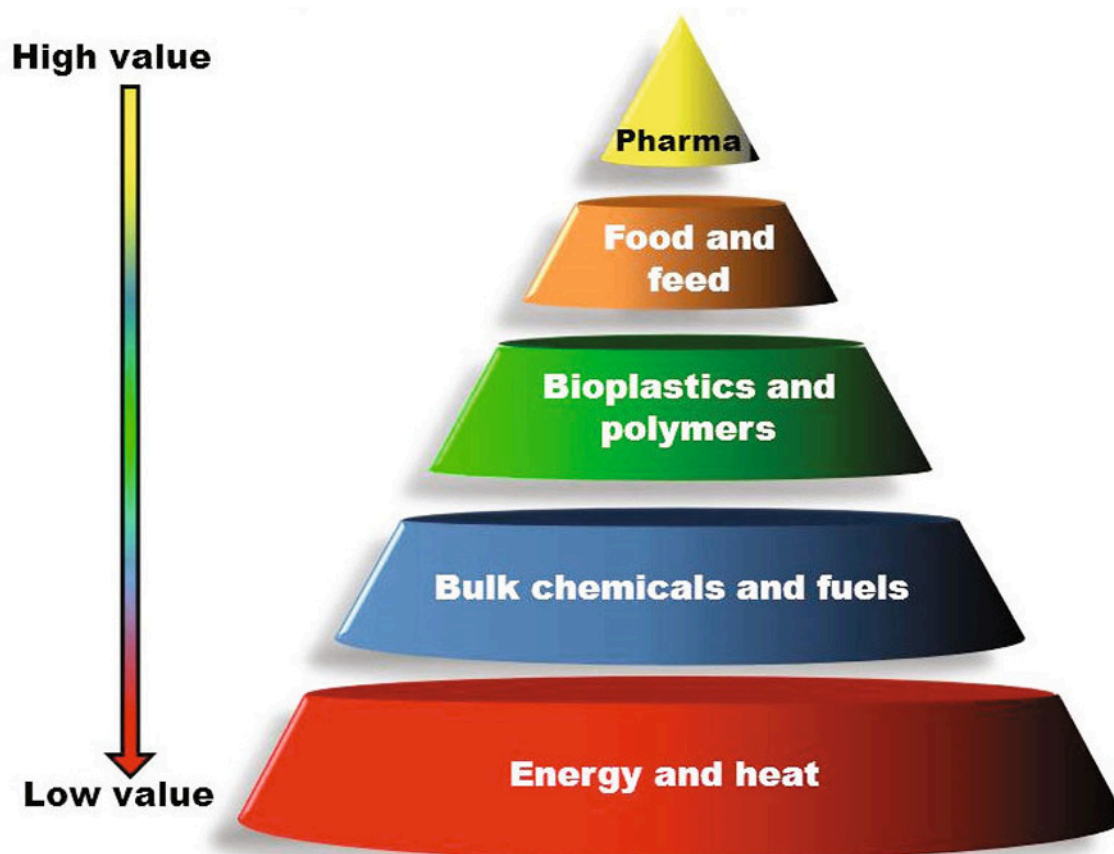 High value
Pharma
Food and
feed
Bioplastics and
polymers
Bulk chemicals and fuels
Energy and heat
Low value